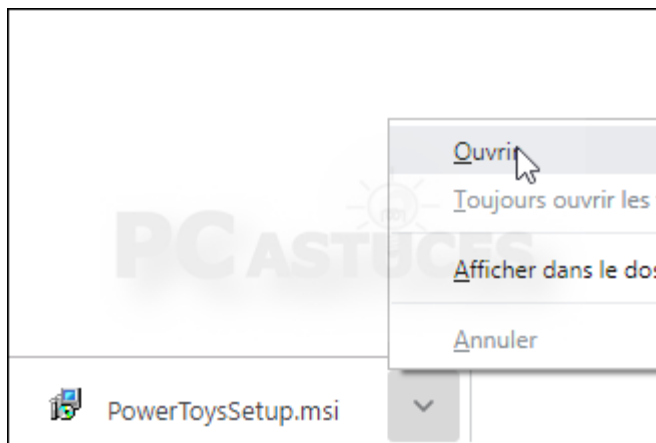 Ouvrir
Toujours ouvrir les
PC ASTUCES
Afficher dans le dos
Annuler
PowerToysSetup.msi